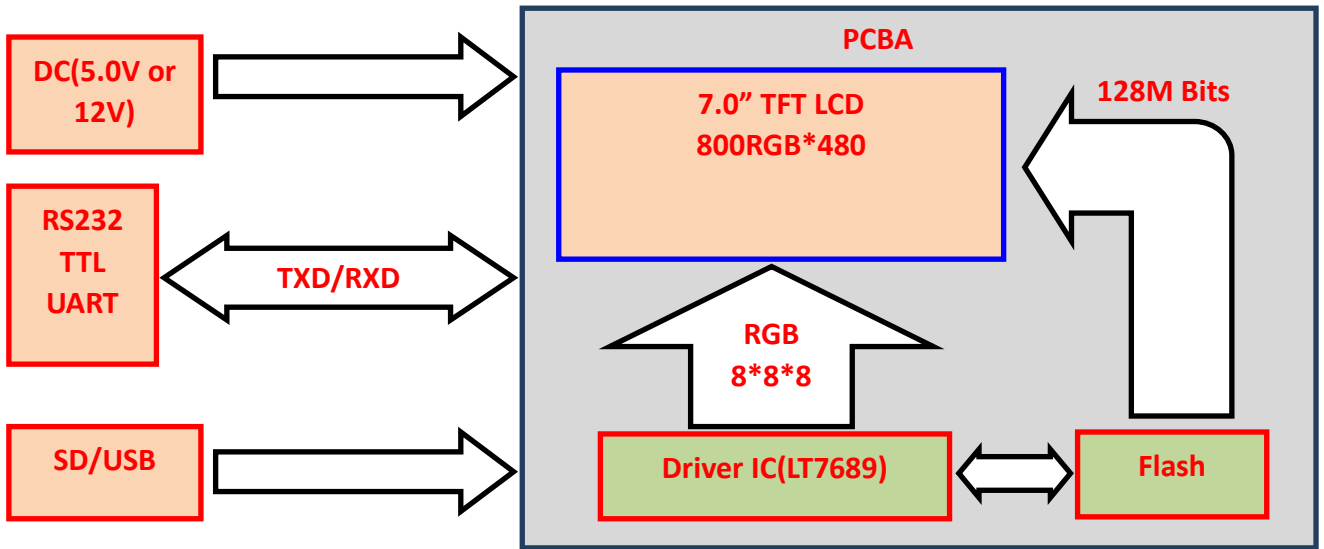 PCBA
DC(5.0V or
12V)
7.0” TFT LCD
800RGB*480
128M Bits
RS232
TTL
UART
TXD/RXD
RGB
8*8*8
SD/USB
Driver IC(LT7689)
Flash